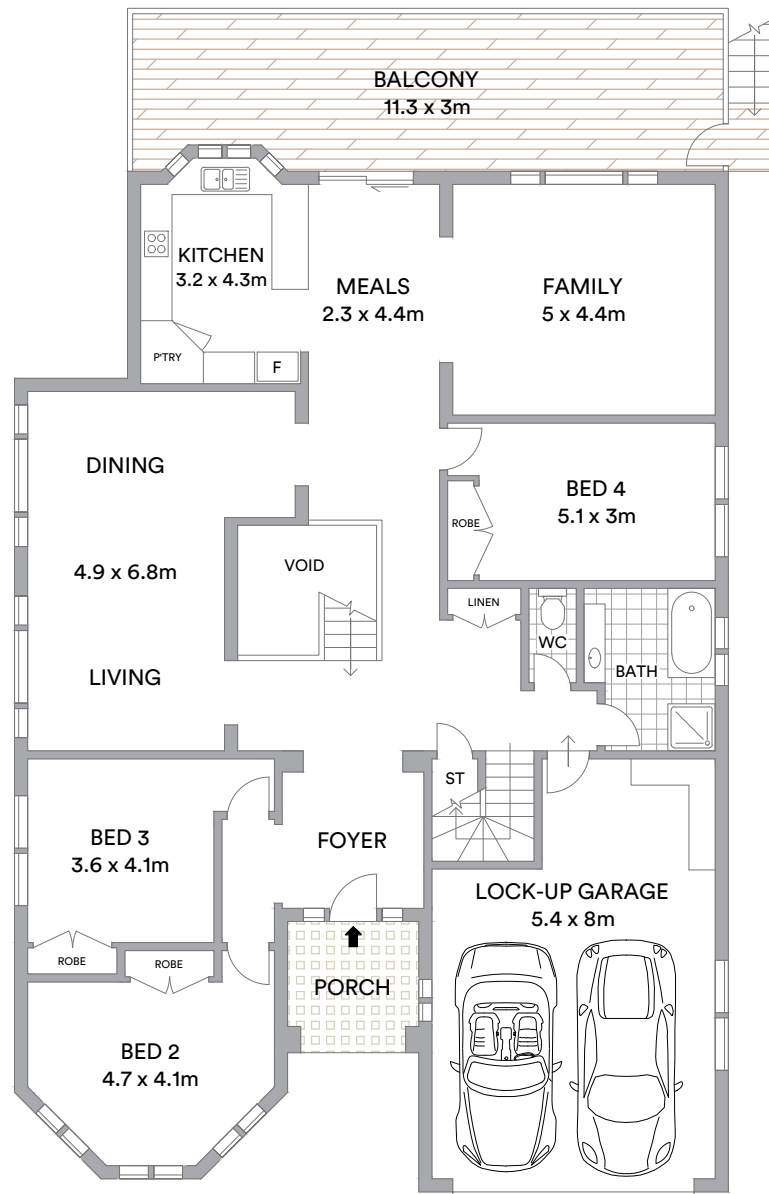 BALCONY
11.3 x 3m
KITCHEN
3.2 x 4.3m
MEALS
2.3 x 4.4m
FAMILY
5 x 4.4m
P'TRY
F
DINING
4.9 x 6.8m
LIVING
VOID
BED 4
5.1 x 3m
ROBE
LINEN
WC
BATH
ST
BED 3
3.6 x 4.1m
ROBE
FOYER
LOCK-UP GARAGE
5.4 x 8m
ROBE
PORCH
BED 2
4.7 x 4.1m